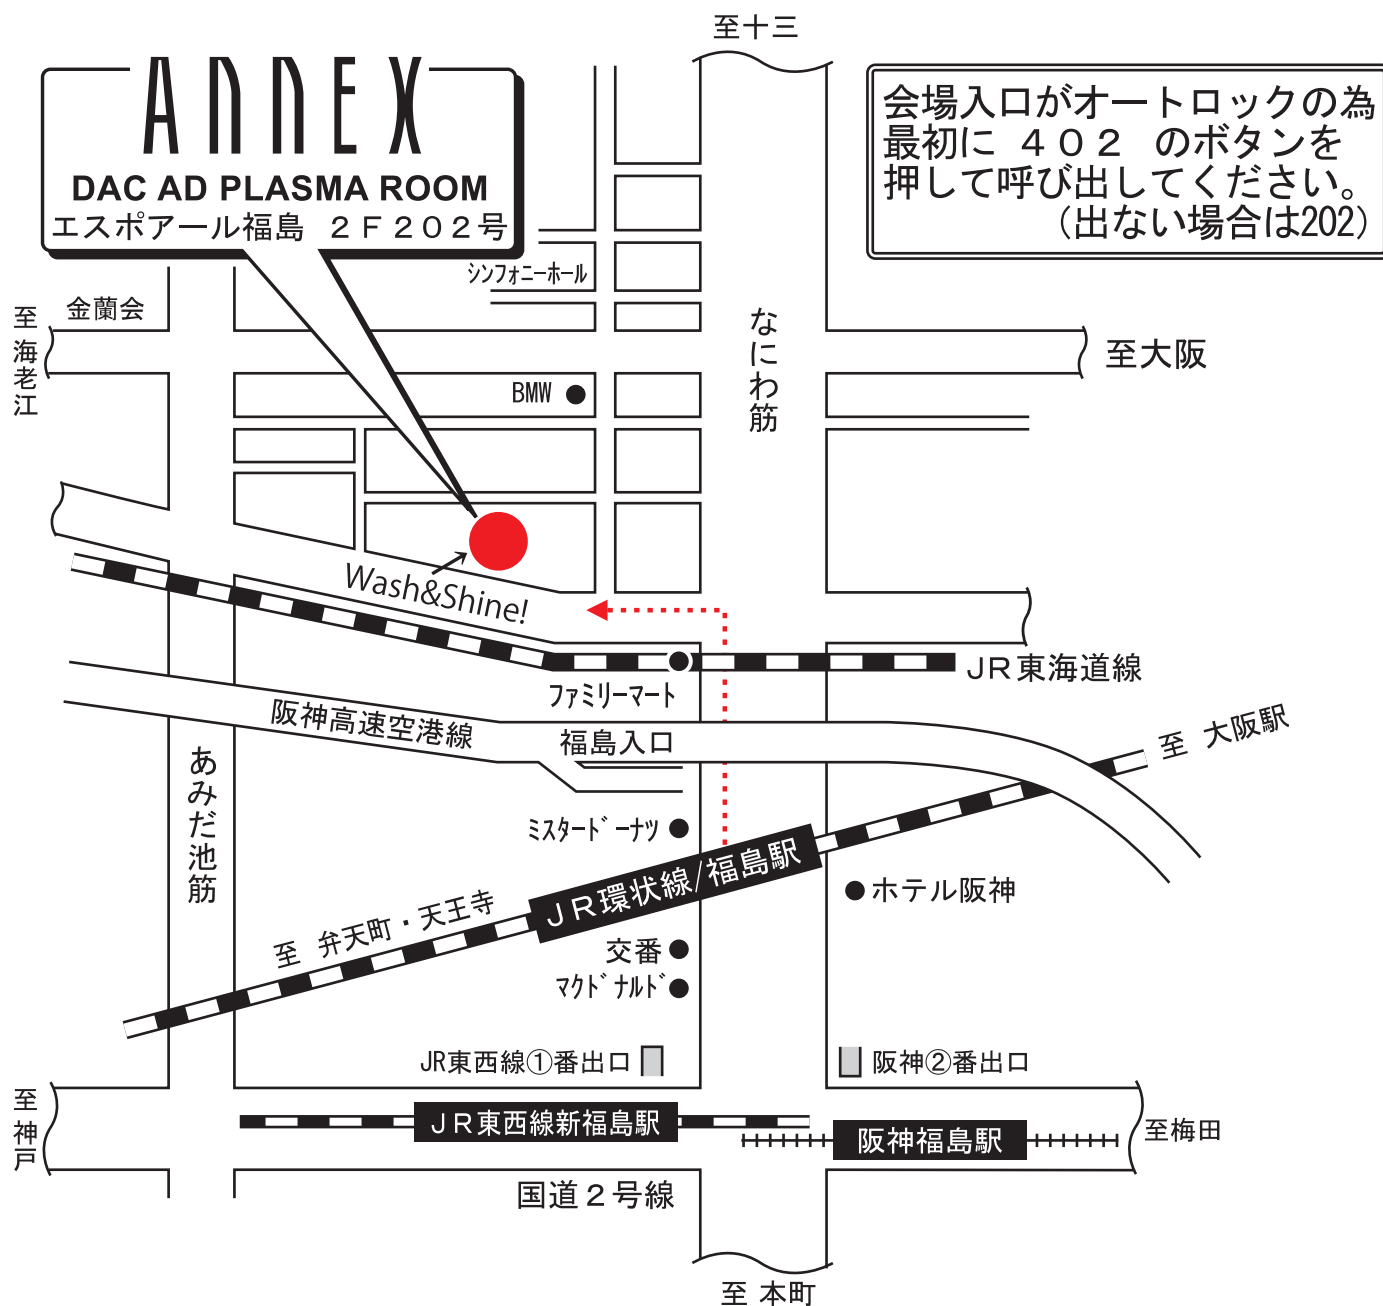 至十三
ANNEX
DAC AD PLASMA ROOM
エスポアール福島 2F202号
会場入口がオートロックの為
最初に 402 のボタンを
押して呼び出してください。
(出ない場合は202)
シンフォニーホール
金蘭会
至海老江
なにわ筋
至大阪
BMW
Wash&Shine!
JR東海道線
ファミリーマート
阪神高速空港線
福島入口
至 大阪駅
あみだ池筋
ミスタードーナツ
JR環状線/福島駅
ホテル阪神
至 弁天町・天王寺
交番
マクドナルド
JR東西線①番出口
阪神②番出口
至神戸
JR東西線新福島駅
阪神福島駅
至梅田
国道2号線
至 本町